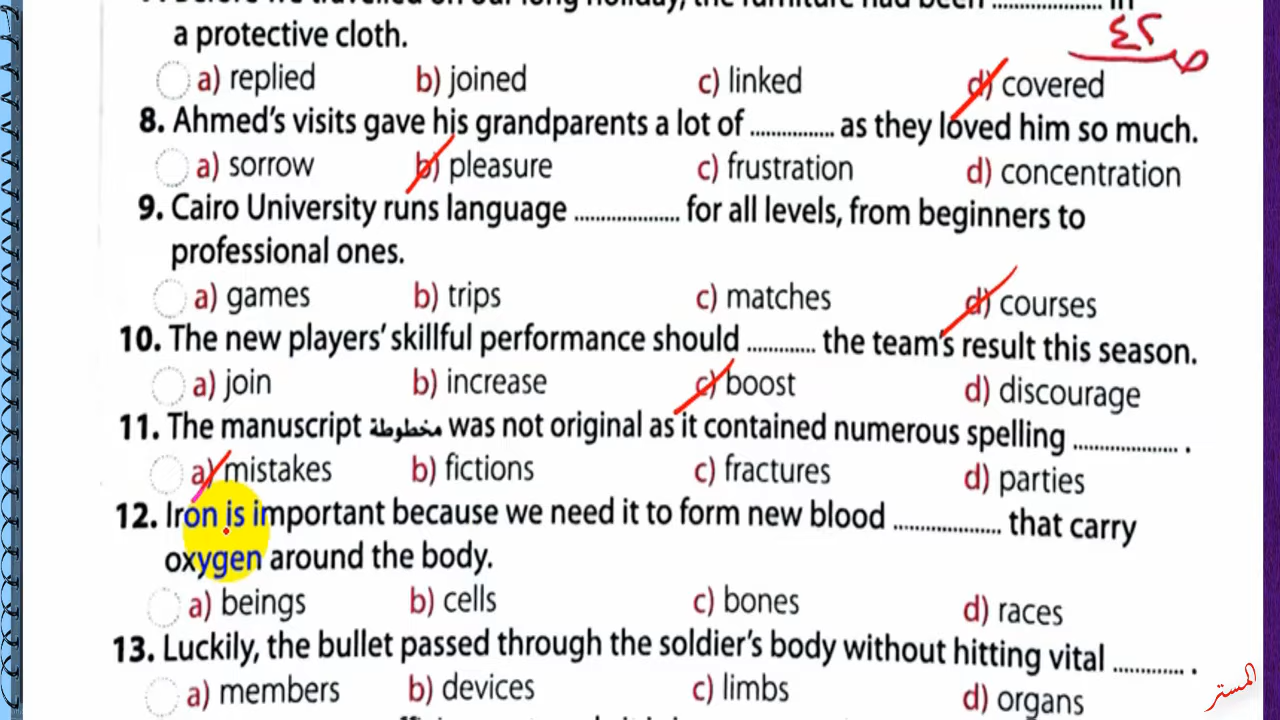 a protective cloth.
ص ٤٢
a) replied b) joined c) linked d) covered
8. Ahmed's visits gave his grandparents a lot of ............... as they loved him so much.
a) sorrow b) pleasure c) frustration d) concentration
9. Cairo University runs language ................... for all levels, from beginners to
professional ones.
a) games b) trips c) matches d) courses
10. The new players' skillful performance should ............ the team's result this season.
a) join b) increase c) boost d) discourage
11. The manuscript مخطوطة was not original as it contained numerous spelling ................... .
a) mistakes b) fictions c) fractures d) parties
12. Iron is important because we need it to form new blood .................... that carry
oxygen around the body.
a) beings b) cells c) bones d) races
13. Luckily, the bullet passed through the soldier's body without hitting vital ............. .
a) members b) devices c) limbs d) organs
المستر